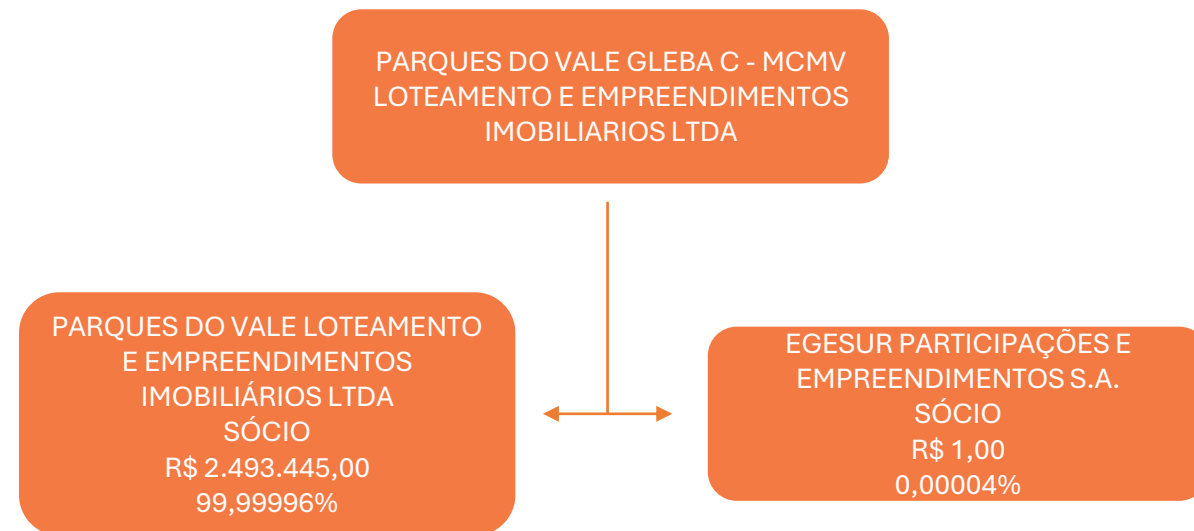 PARQUES DO VALE GLEBA C - MCMV
LOTEAMENTO E EMPREENDIMENTOS
IMOBILIARIOS LTDA
PARQUES DO VALE LOTEAMENTO
E EMPREENDIMENTOS
IMOBILIÁRIOS LTDA
SÓCIO
R$ 2.493.445,00
99,99996%
EGESUR PARTICIPAÇÕES E
EMPREENDIMENTOS S.A.
SÓCIO
R$ 1,00
0,00004%